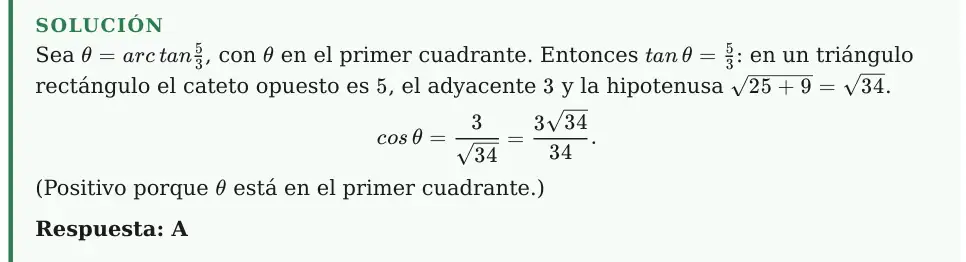 SOLUCIÓN
Sea θ = arc tan 5/3, con θ en el primer cuadrante. Entonces tan θ = 5/3: en un triángulo
rectángulo el cateto opuesto es 5, el adyacente 3 y la hipotenusa √(25 + 9) = √34.
cos θ = 3/√34 = 3√34/34.
(Positivo porque θ está en el primer cuadrante.)
Respuesta: A